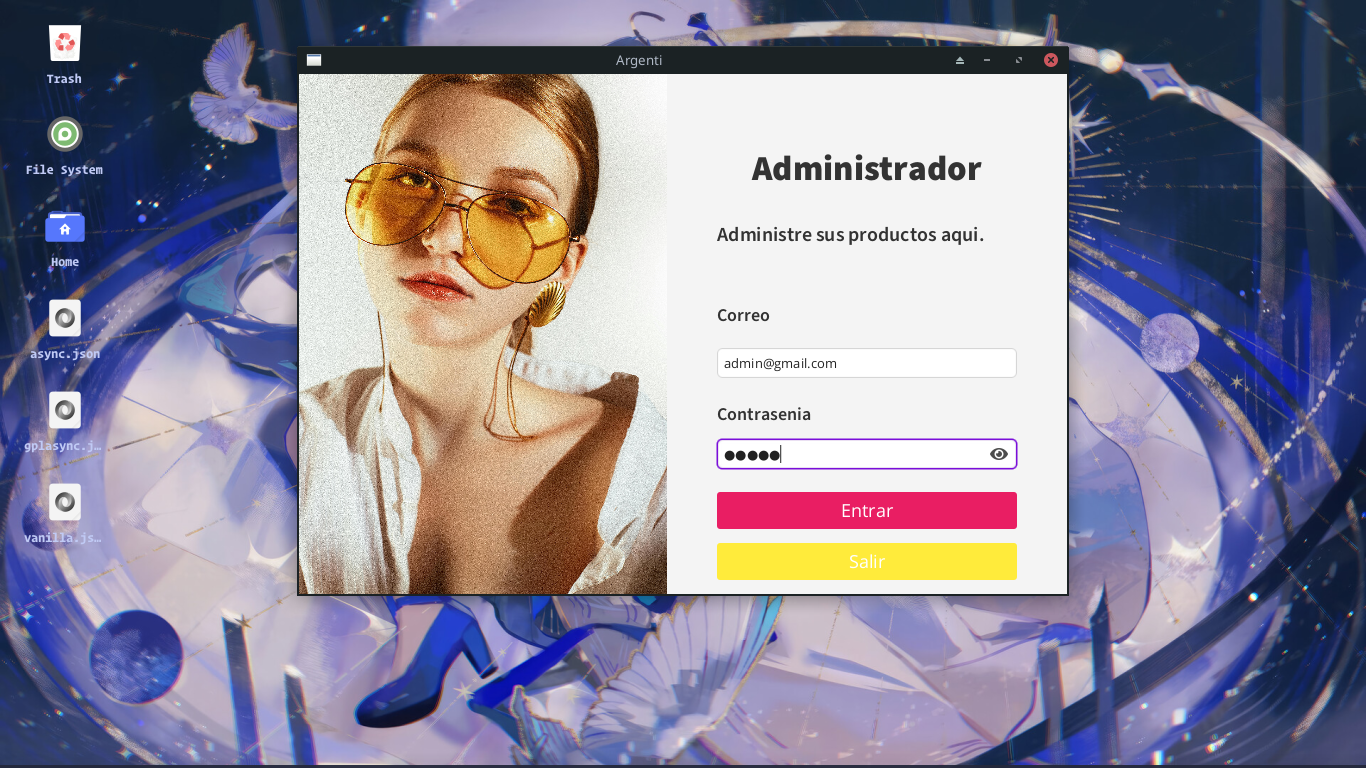 Trash
File System
Home
async.json
gplasync.j…
vanilla.js…
Argenti
Administrador
Administre sus productos aqui.
Correo
admin@gmail.com
Contrasenia
●●●●●
Entrar
Salir